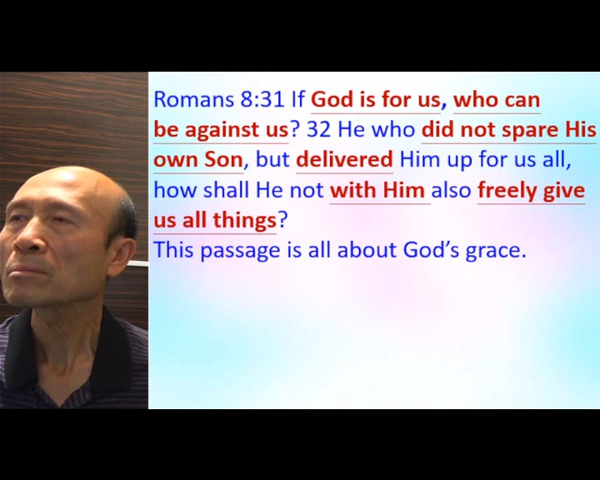 Romans 8:31 If God is for us, who can
be against us? 32 He who did not spare His
own Son, but delivered Him up for us all,
how shall He not with Him also freely give
us all things?
This passage is all about God's grace.